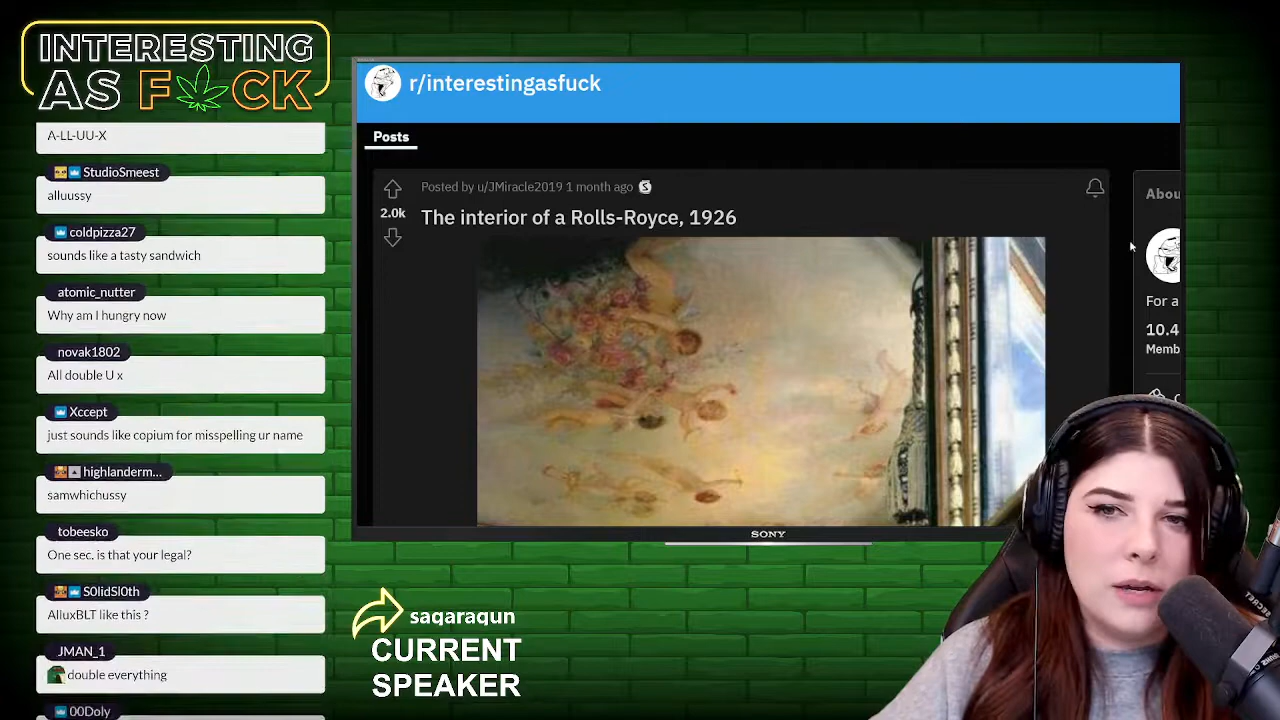 INTERESTING
AS F CK
A-LL-UU-X
StudioSmeest
alluussy
coldpizza27
sounds like a tasty sandwich
atomic_nutter
Why am I hungry now
novak1802
All double U x
Xccept
just sounds like copium for misspelling ur name
highlanderm...
samwhichussy
tobeesko
One sec. is that your legal?
S0lidSl0th
AlluxBLT like this ?
JMAN_1
double everything
00Doly
r/interestingasfuck
Posts
Posted by u/JMiracle2019 1 month ago
2.0k
The interior of a Rolls-Royce, 1926
Abou
For a
10.4
Memb
SONY
saqaraqun
CURRENT
SPEAKER